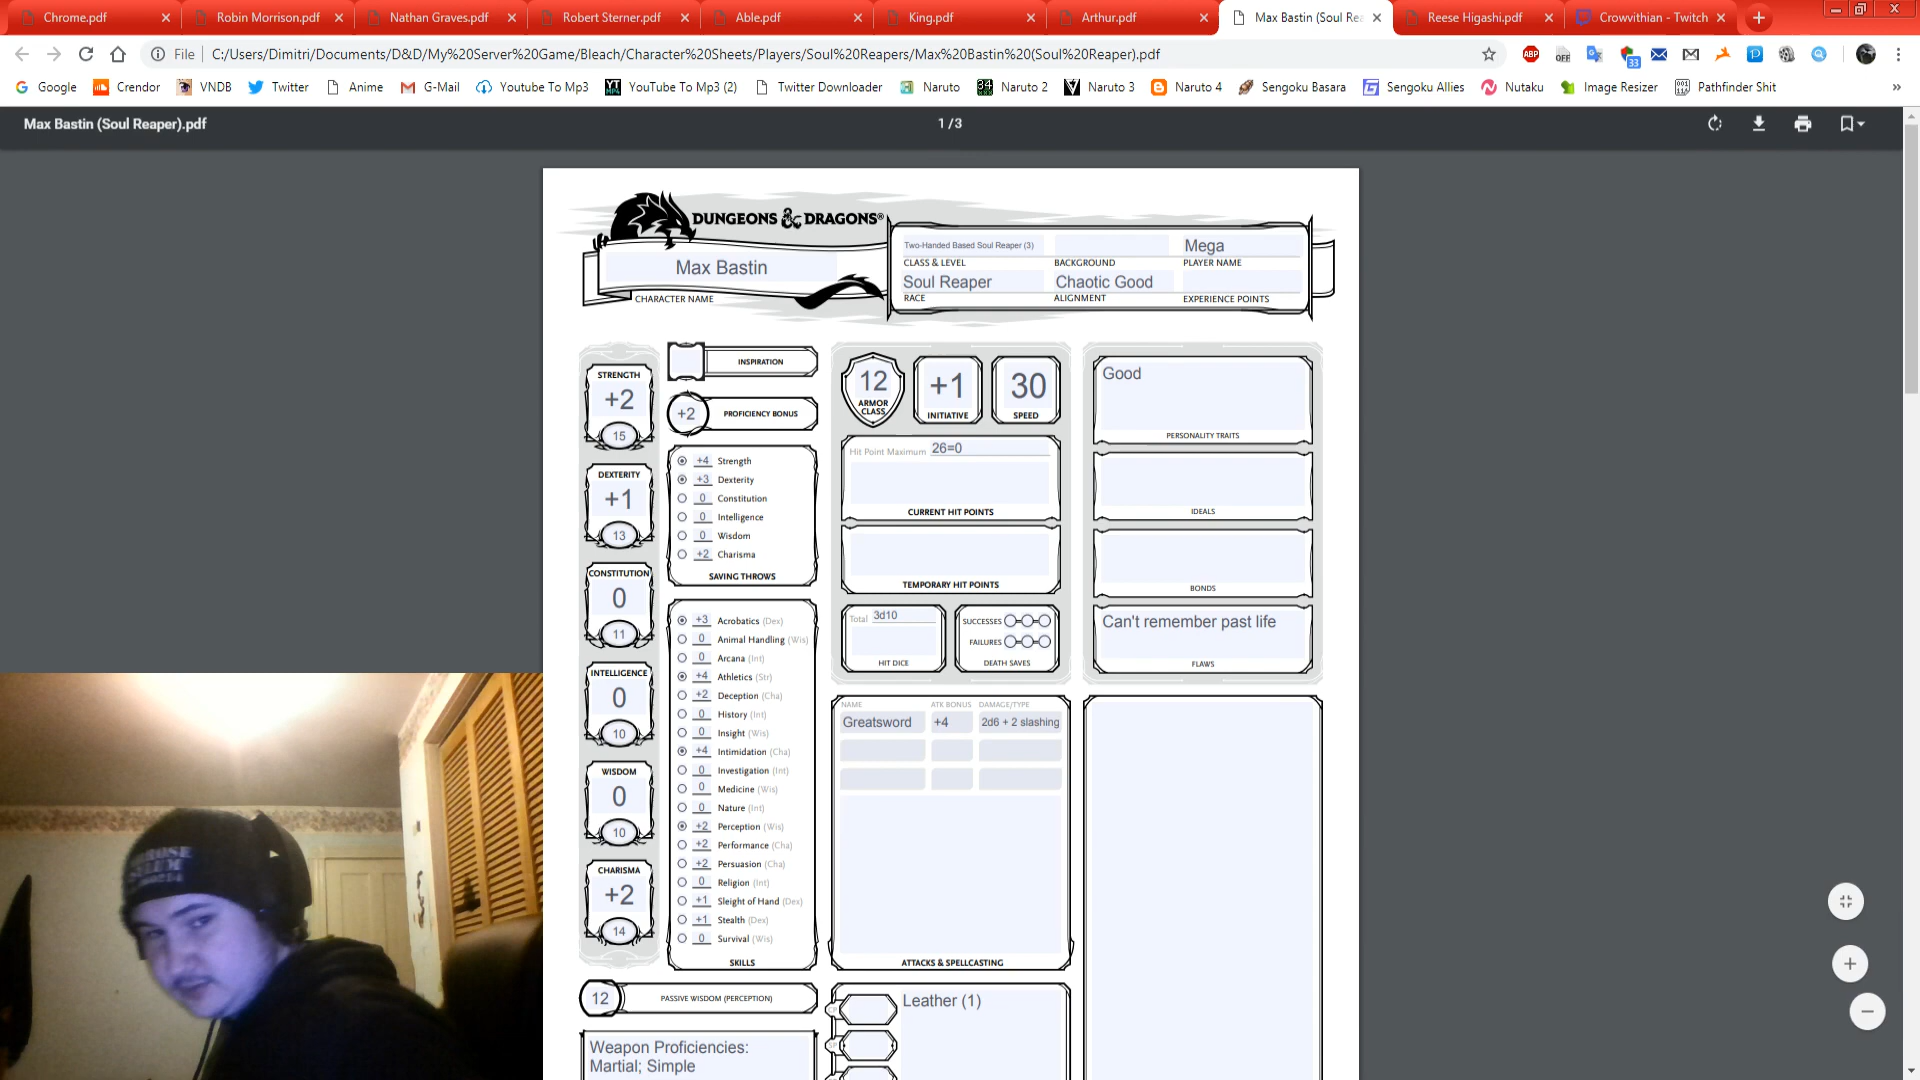 Chrome.pdf
Robin Morrison.pdf
Nathan Graves.pdf
Robert Sterner.pdf
Able.pdf
King.pdf
Arthur.pdf
Max Bastin (Soul Rea
Reese Higashi.pdf
Crowvithian - Twitch
File
C:/Users/Dimitri/Documents/D&D/My%20Server%20Game/Bleach/Character%20Sheets/Players/Soul%20Reapers/Max%20Bastin%20(Soul%20Reaper).pdf
ABP
OFF
33
Google
Crendor
VNDB
Twitter
Anime
G-Mail
Youtube To Mp3
YouTube To Mp3 (2)
Twitter Downloader
Naruto
Naruto 2
Naruto 3
Naruto 4
Sengoku Basara
Sengoku Allies
Nutaku
Image Resizer
Pathfinder Shit
Max Bastin (Soul Reaper).pdf
1 / 3
DUNGEONS & DRAGONS®
Max Bastin
CHARACTER NAME
Two-Handed Based Soul Reaper (3)
Mega
CLASS & LEVEL
BACKGROUND
PLAYER NAME
Soul Reaper
Chaotic Good
RACE
ALIGNMENT
EXPERIENCE POINTS
STRENGTH
+2
15
DEXTERITY
+1
13
CONSTITUTION
0
11
INTELLIGENCE
0
10
WISDOM
0
10
CHARISMA
+2
14
INSPIRATION
+2
PROFICIENCY BONUS
+4 Strength
+3 Dexterity
0 Constitution
0 Intelligence
0 Wisdom
+2 Charisma
SAVING THROWS
+3 Acrobatics (Dex)
0 Animal Handling (Wis)
0 Arcana (Int)
+4 Athletics (Str)
+2 Deception (Cha)
0 History (Int)
0 Insight (Wis)
+4 Intimidation (Cha)
0 Investigation (Int)
0 Medicine (Wis)
0 Nature (Int)
+2 Perception (Wis)
+2 Performance (Cha)
+2 Persuasion (Cha)
0 Religion (Int)
+1 Sleight of Hand (Dex)
+1 Stealth (Dex)
0 Survival (Wis)
SKILLS
12
PASSIVE WISDOM (PERCEPTION)
Weapon Proficiencies:
Martial; Simple
12
ARMOR
CLASS
+1
INITIATIVE
30
SPEED
Hit Point Maximum 26=0
CURRENT HIT POINTS
TEMPORARY HIT POINTS
Total 3d10
HIT DICE
SUCCESSES
FAILURES
DEATH SAVES
NAME
ATK BONUS
DAMAGE/TYPE
Greatsword
+4
2d6 + 2 slashing
ATTACKS & SPELLCASTING
CP
SP
Leather (1)
Good
PERSONALITY TRAITS
IDEALS
BONDS
Can't remember past life
FLAWS